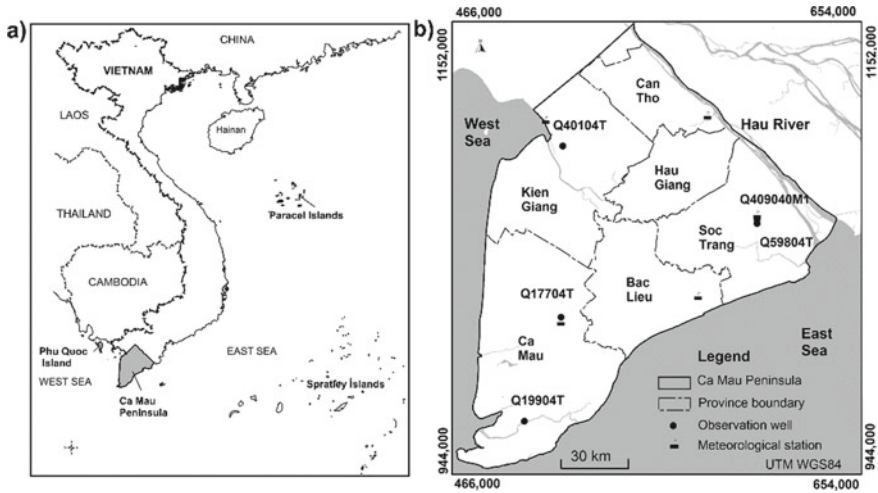 a)
CHINA
VIETNAM
LAOS
Hainan
THAILAND
Paracel Islands
CAMBODIA
Phu Quoc
Island
EAST SEA
WEST SEA
Ca Mau
Peninsula
Spratley Islands
b)
466,000
654,000
1152,000
1152,000
Can
Tho
West
Sea
Q40104T
Hau River
Hau
Giang
Kien
Giang
Q409040M1
Soc
Trang
Q59804T
Bac
Lieu
Q17704T
Ca
Mau
East
Sea
Q19904T
Legend
Ca Mau Peninsula
Province boundary
Observation well
Meteorological station
30 km
UTM WGS84
944,000
944,000
466,000
654,000